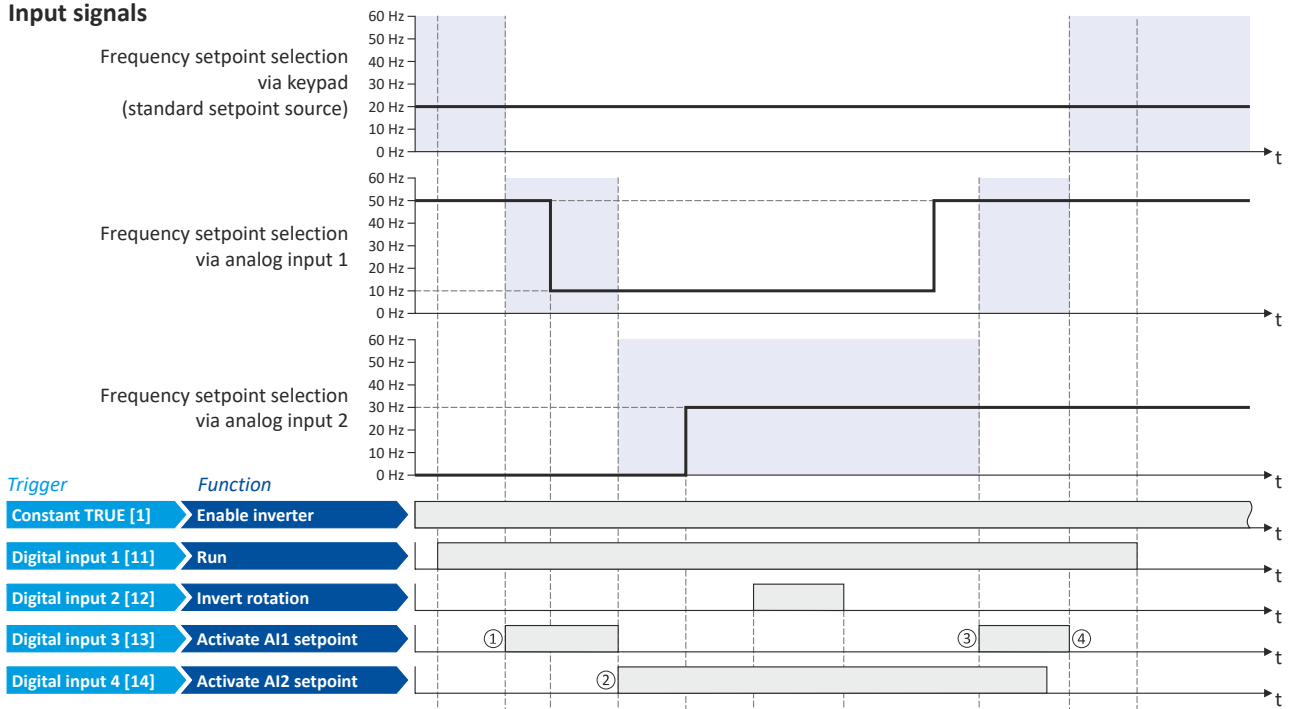 Input signals
60 Hz
50 Hz
40 Hz
30 Hz
20 Hz
10 Hz
0 Hz
Frequency setpoint selection
via keypad
(standard setpoint source)
t
60 Hz
50 Hz
40 Hz
30 Hz
20 Hz
10 Hz
0 Hz
Frequency setpoint selection
via analog input 1
t
60 Hz
50 Hz
40 Hz
30 Hz
20 Hz
10 Hz
0 Hz
Frequency setpoint selection
via analog input 2
t
Trigger Function
Constant TRUE [1] Enable inverter t
Digital input 1 [11] Run t
Digital input 2 [12] Invert rotation t
Digital input 3 [13] Activate AI1 setpoint ① ③ ④ t
Digital input 4 [14] Activate AI2 setpoint ② t